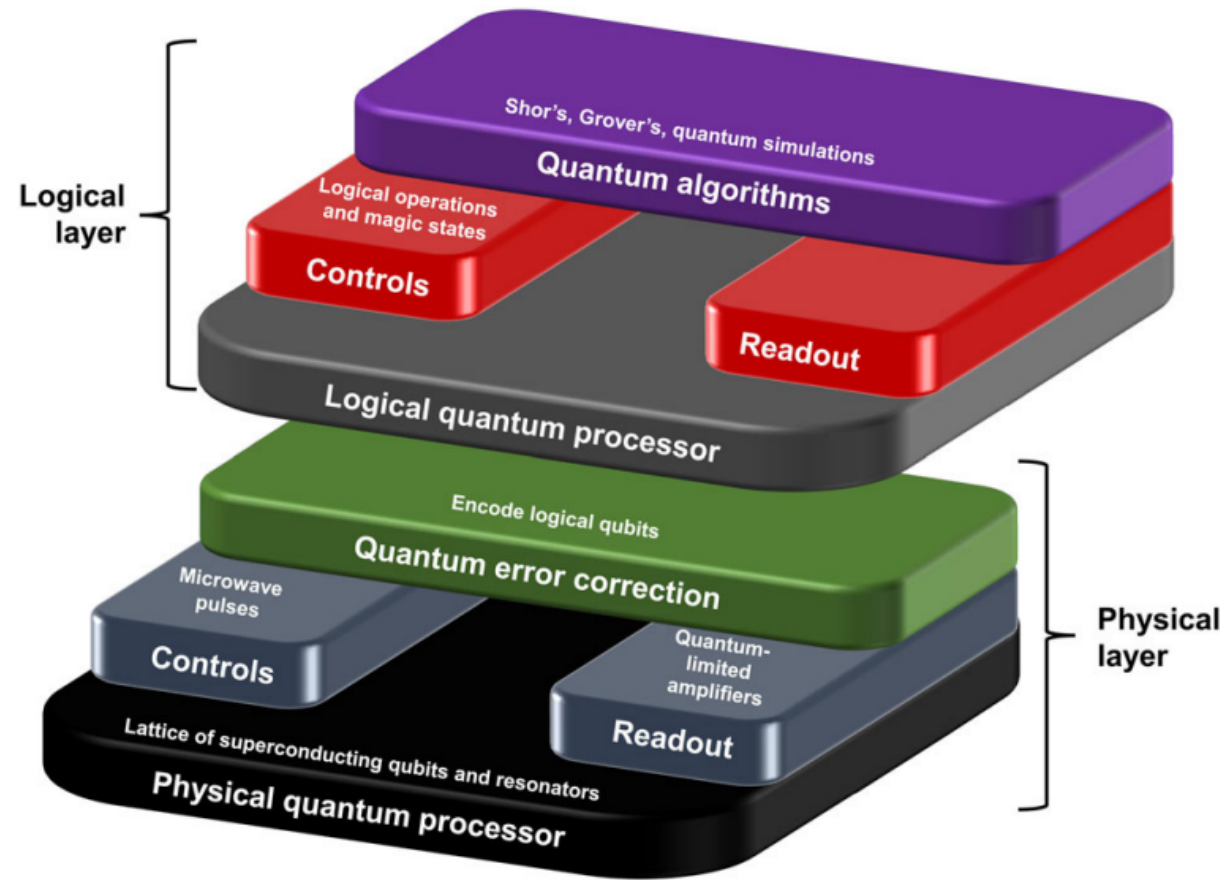 Shor's, Grover's, quantum simulations
Quantum algorithms
Logical
layer
Logical operations
and magic states
Controls
Readout
Logical quantum processor
Encode logical qubits
Quantum error correction
Microwave
pulses
Controls
Quantum-
limited
amplifiers
Readout
Physical
layer
Lattice of superconducting qubits and resonators
Physical quantum processor